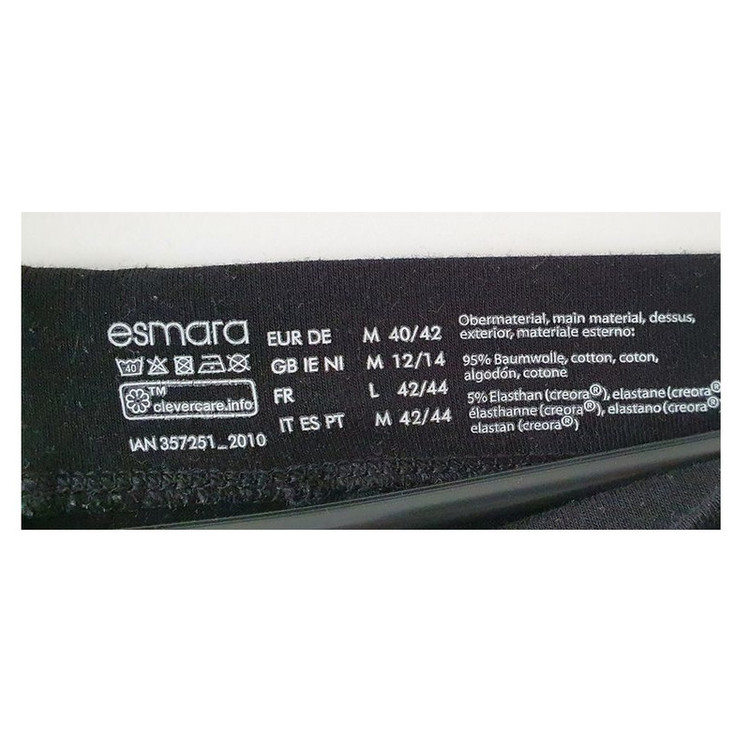 esmara
40
TM
clevercare.info
IAN 357251_2010
EUR DE M 40/42
GB IE NI M 12/14
FR L 42/44
IT ES PT M 42/44
Obermaterial, main material, dessus,
exterior, materiale esterno:
95% Baumwolle, cotton, coton,
algodón, cotone
5% Elasthan (creora®), elastane (creora®
élasthanne (creora®), elastano (creora®
elastan (creora®)